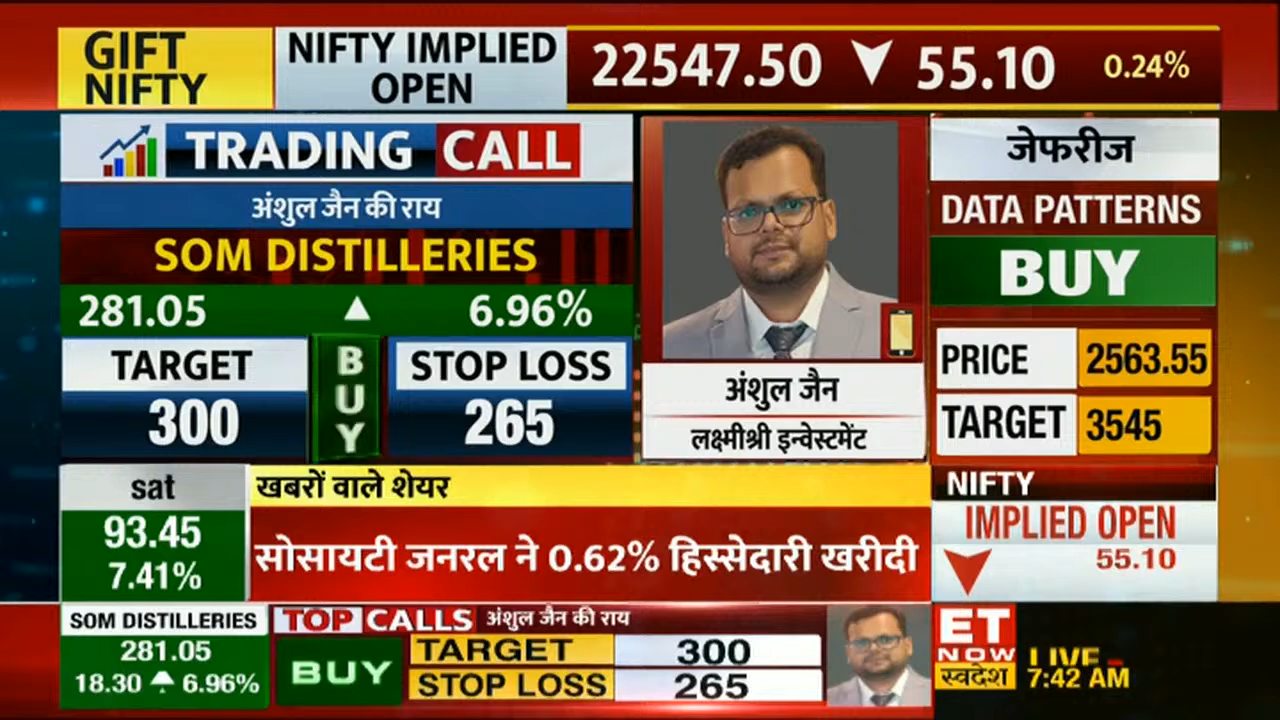 GIFT
NIFTY
NIFTY IMPLIED
OPEN
22547.50 ▼ 55.10 0.24%
TRADING CALL
अंशुल जैन की राय
SOM DISTILLERIES
281.05 ▲ 6.96%
TARGET
300
BUY
STOP LOSS
265
अंशुल जैन
लक्ष्मीश्री इन्वेस्टमेंट
जेफरीज
DATA PATTERNS
BUY
PRICE 2563.55
TARGET 3545
sat
93.45
7.41%
खबरों वाले शेयर
सोसायटी जनरल ने 0.62% हिस्सेदारी खरीदी
NIFTY
IMPLIED OPEN
▼ 55.10
SOM DISTILLERIES
281.05
18.30 ▲ 6.96%
TOP CALLS अंशुल जैन की राय
BUY
TARGET 300
STOP LOSS 265
ET
NOW
स्वदेश
LIVE
7:42 AM